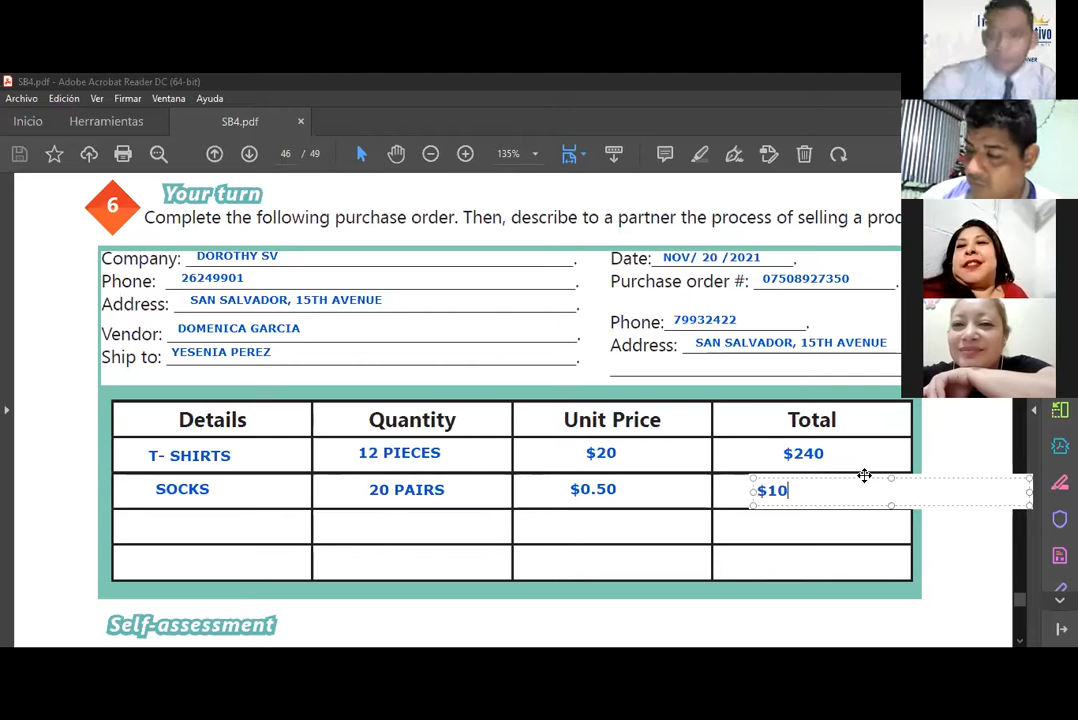 SB4.pdf - Adobe Acrobat Reader DC (64-bit)
Archivo Edición Ver Firmar Ventana Ayuda
Inicio Herramientas SB4.pdf ×
46 / 49 135%
6 Your turn
Complete the following purchase order. Then, describe to a partner the process of selling a proc
Company: DOROTHY SV. Date: NOV/ 20 /2021.
Phone: 26249901. Purchase order #: 07508927350.
Address: SAN SALVADOR, 15TH AVENUE.
Phone: 79932422.
Vendor: DOMENICA GARCIA.
Address: SAN SALVADOR, 15TH AVENUE
Ship to: YESENIA PEREZ.
Details Quantity Unit Price Total
T- SHIRTS 12 PIECES $20 $240
SOCKS 20 PAIRS $0.50 $10
Self-assessment